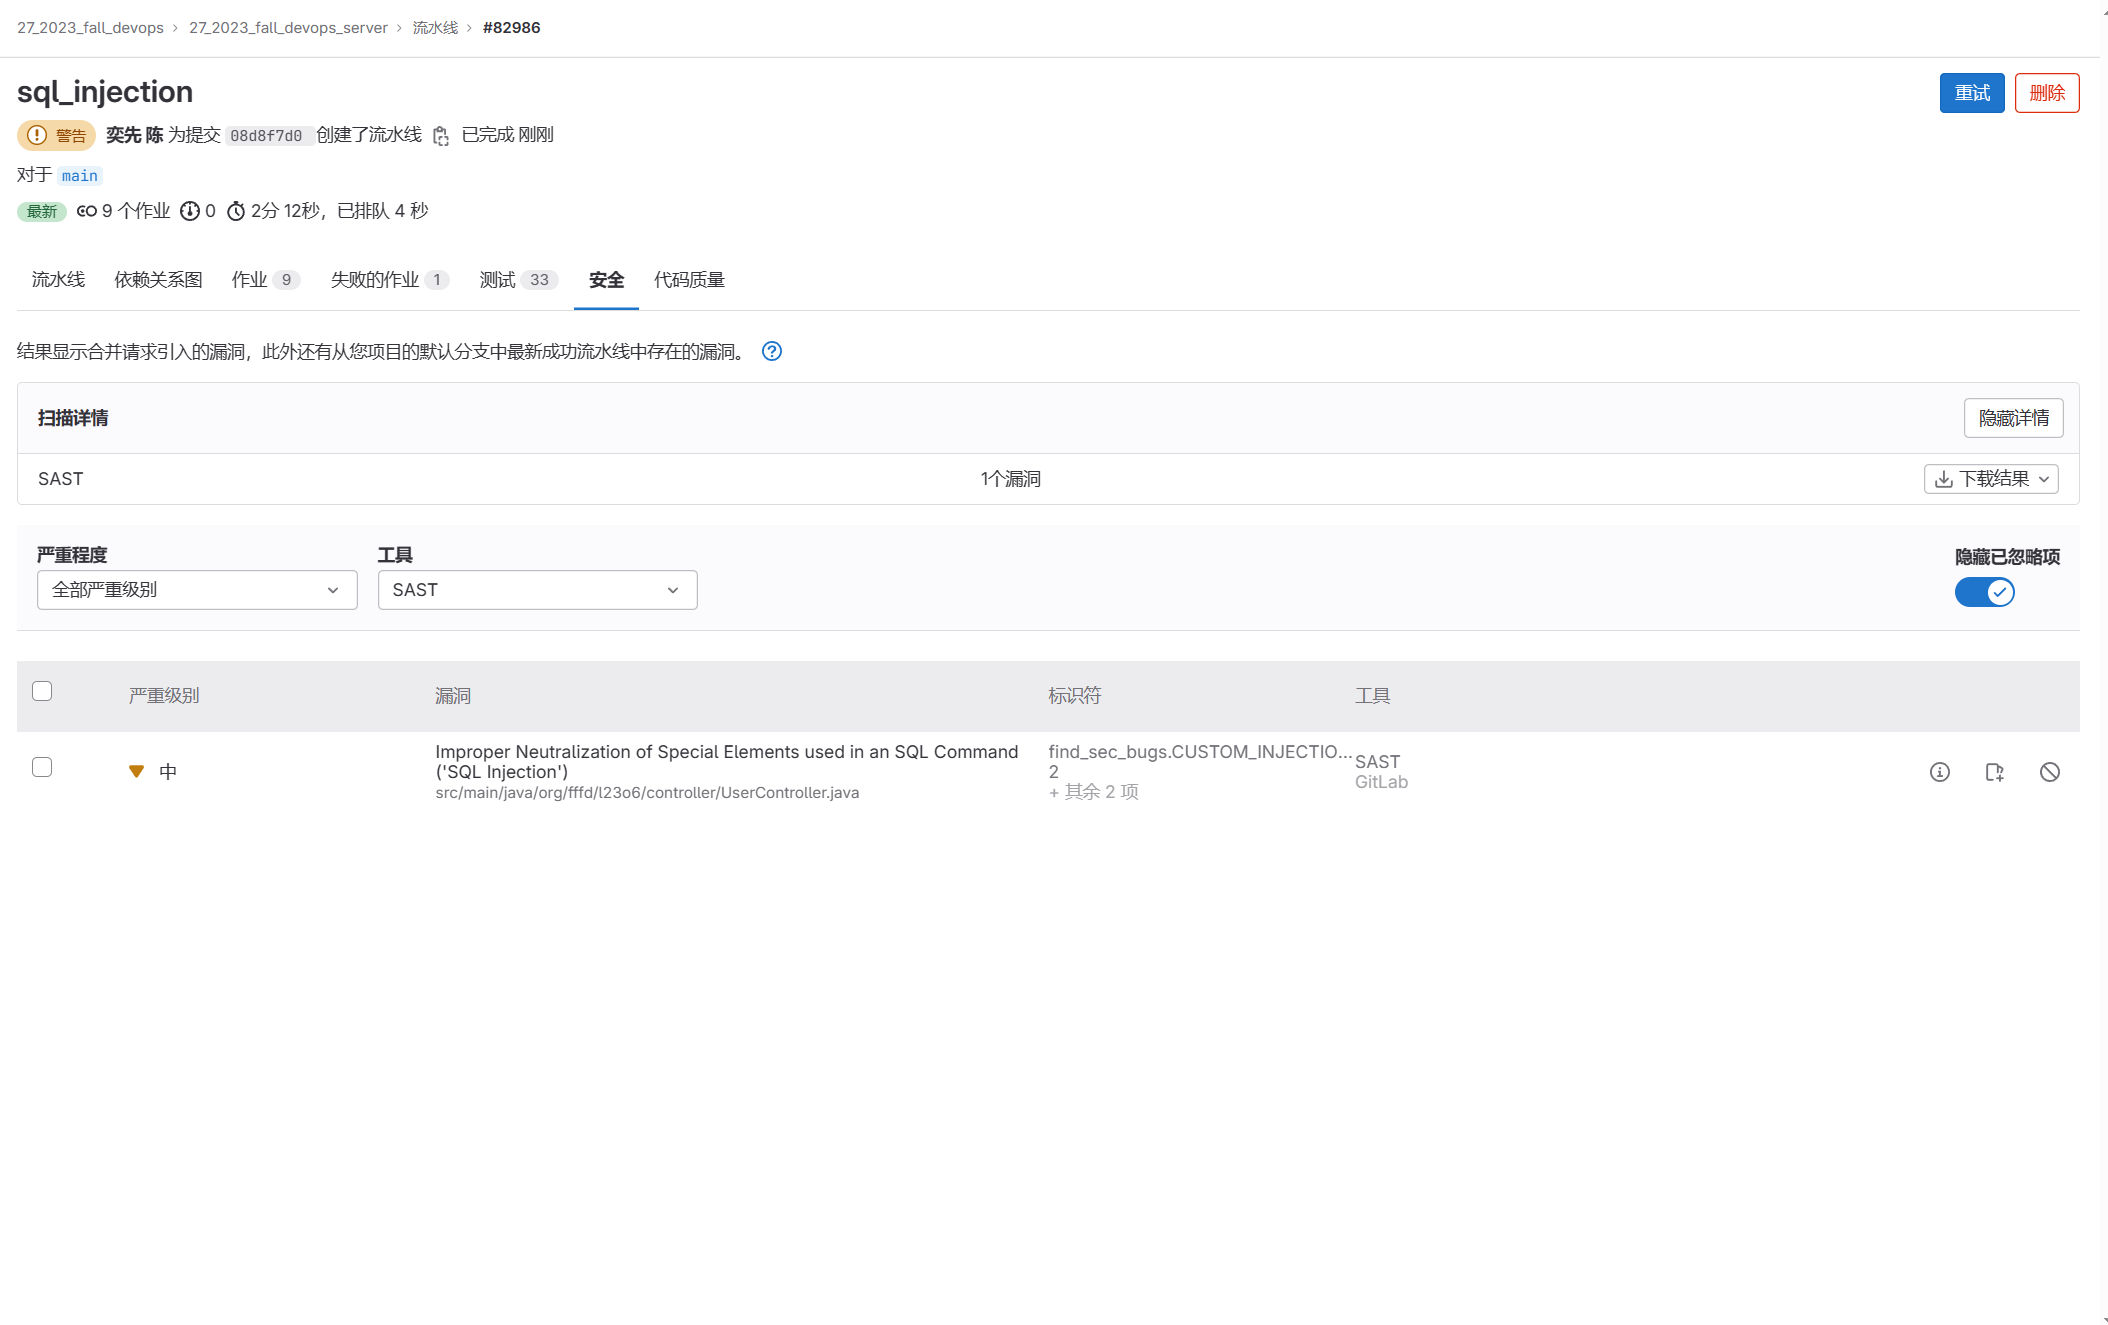 27_2023_fall_devops › 27_2023_fall_devops_server › 流水线 › #82986
sql_injection
重试 删除
警告 奕先 陈 为提交 08d8f7d0 创建了流水线 已完成 刚刚
对于 main
最新 9 个作业 0 2分 12秒，已排队 4 秒
流水线 依赖关系图 作业 9 失败的作业 1 测试 33 安全 代码质量
结果显示合并请求引入的漏洞，此外还有从您项目的默认分支中最新成功流水线中存在的漏洞。
扫描详情 隐藏详情
SAST 1个漏洞 下载结果
严重程度 工具 隐藏已忽略项
全部严重级别 SAST
严重级别 漏洞 标识符 工具
中
Improper Neutralization of Special Elements used in an SQL Command
('SQL Injection')
src/main/java/org/fffd/l23o6/controller/UserController.java
find_sec_bugs.CUSTOM_INJECTIO...
2
+ 其余 2 项
SAST
GitLab